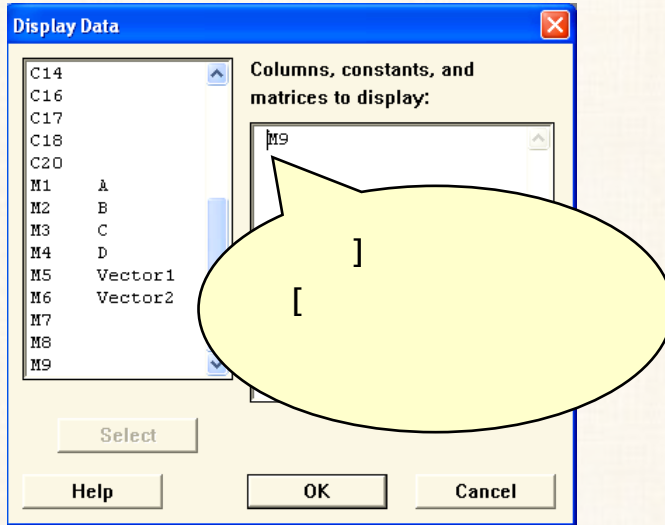 Display Data
C14
C16
C17
C18
C20
M1 A
M2 B
M3 C
M4 D
M5 Vector1
M6 Vector2
M7
M8
M9
Columns, constants, and
matrices to display:
M9
]
[
Select
Help
OK
Cancel